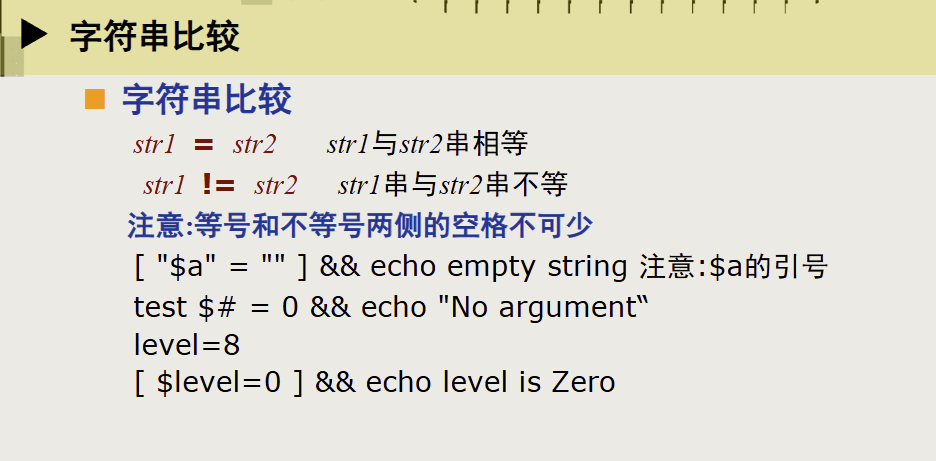 字符串比较
字符串比较
str1 = str2 str1与str2串相等
str1 != str2 str1串与str2串不等
注意:等号和不等号两侧的空格不可少
[ "$a" = "" ] && echo empty string 注意:$a的引号
test $# = 0 && echo "No argument“
level=8
[ $level=0 ] && echo level is Zero